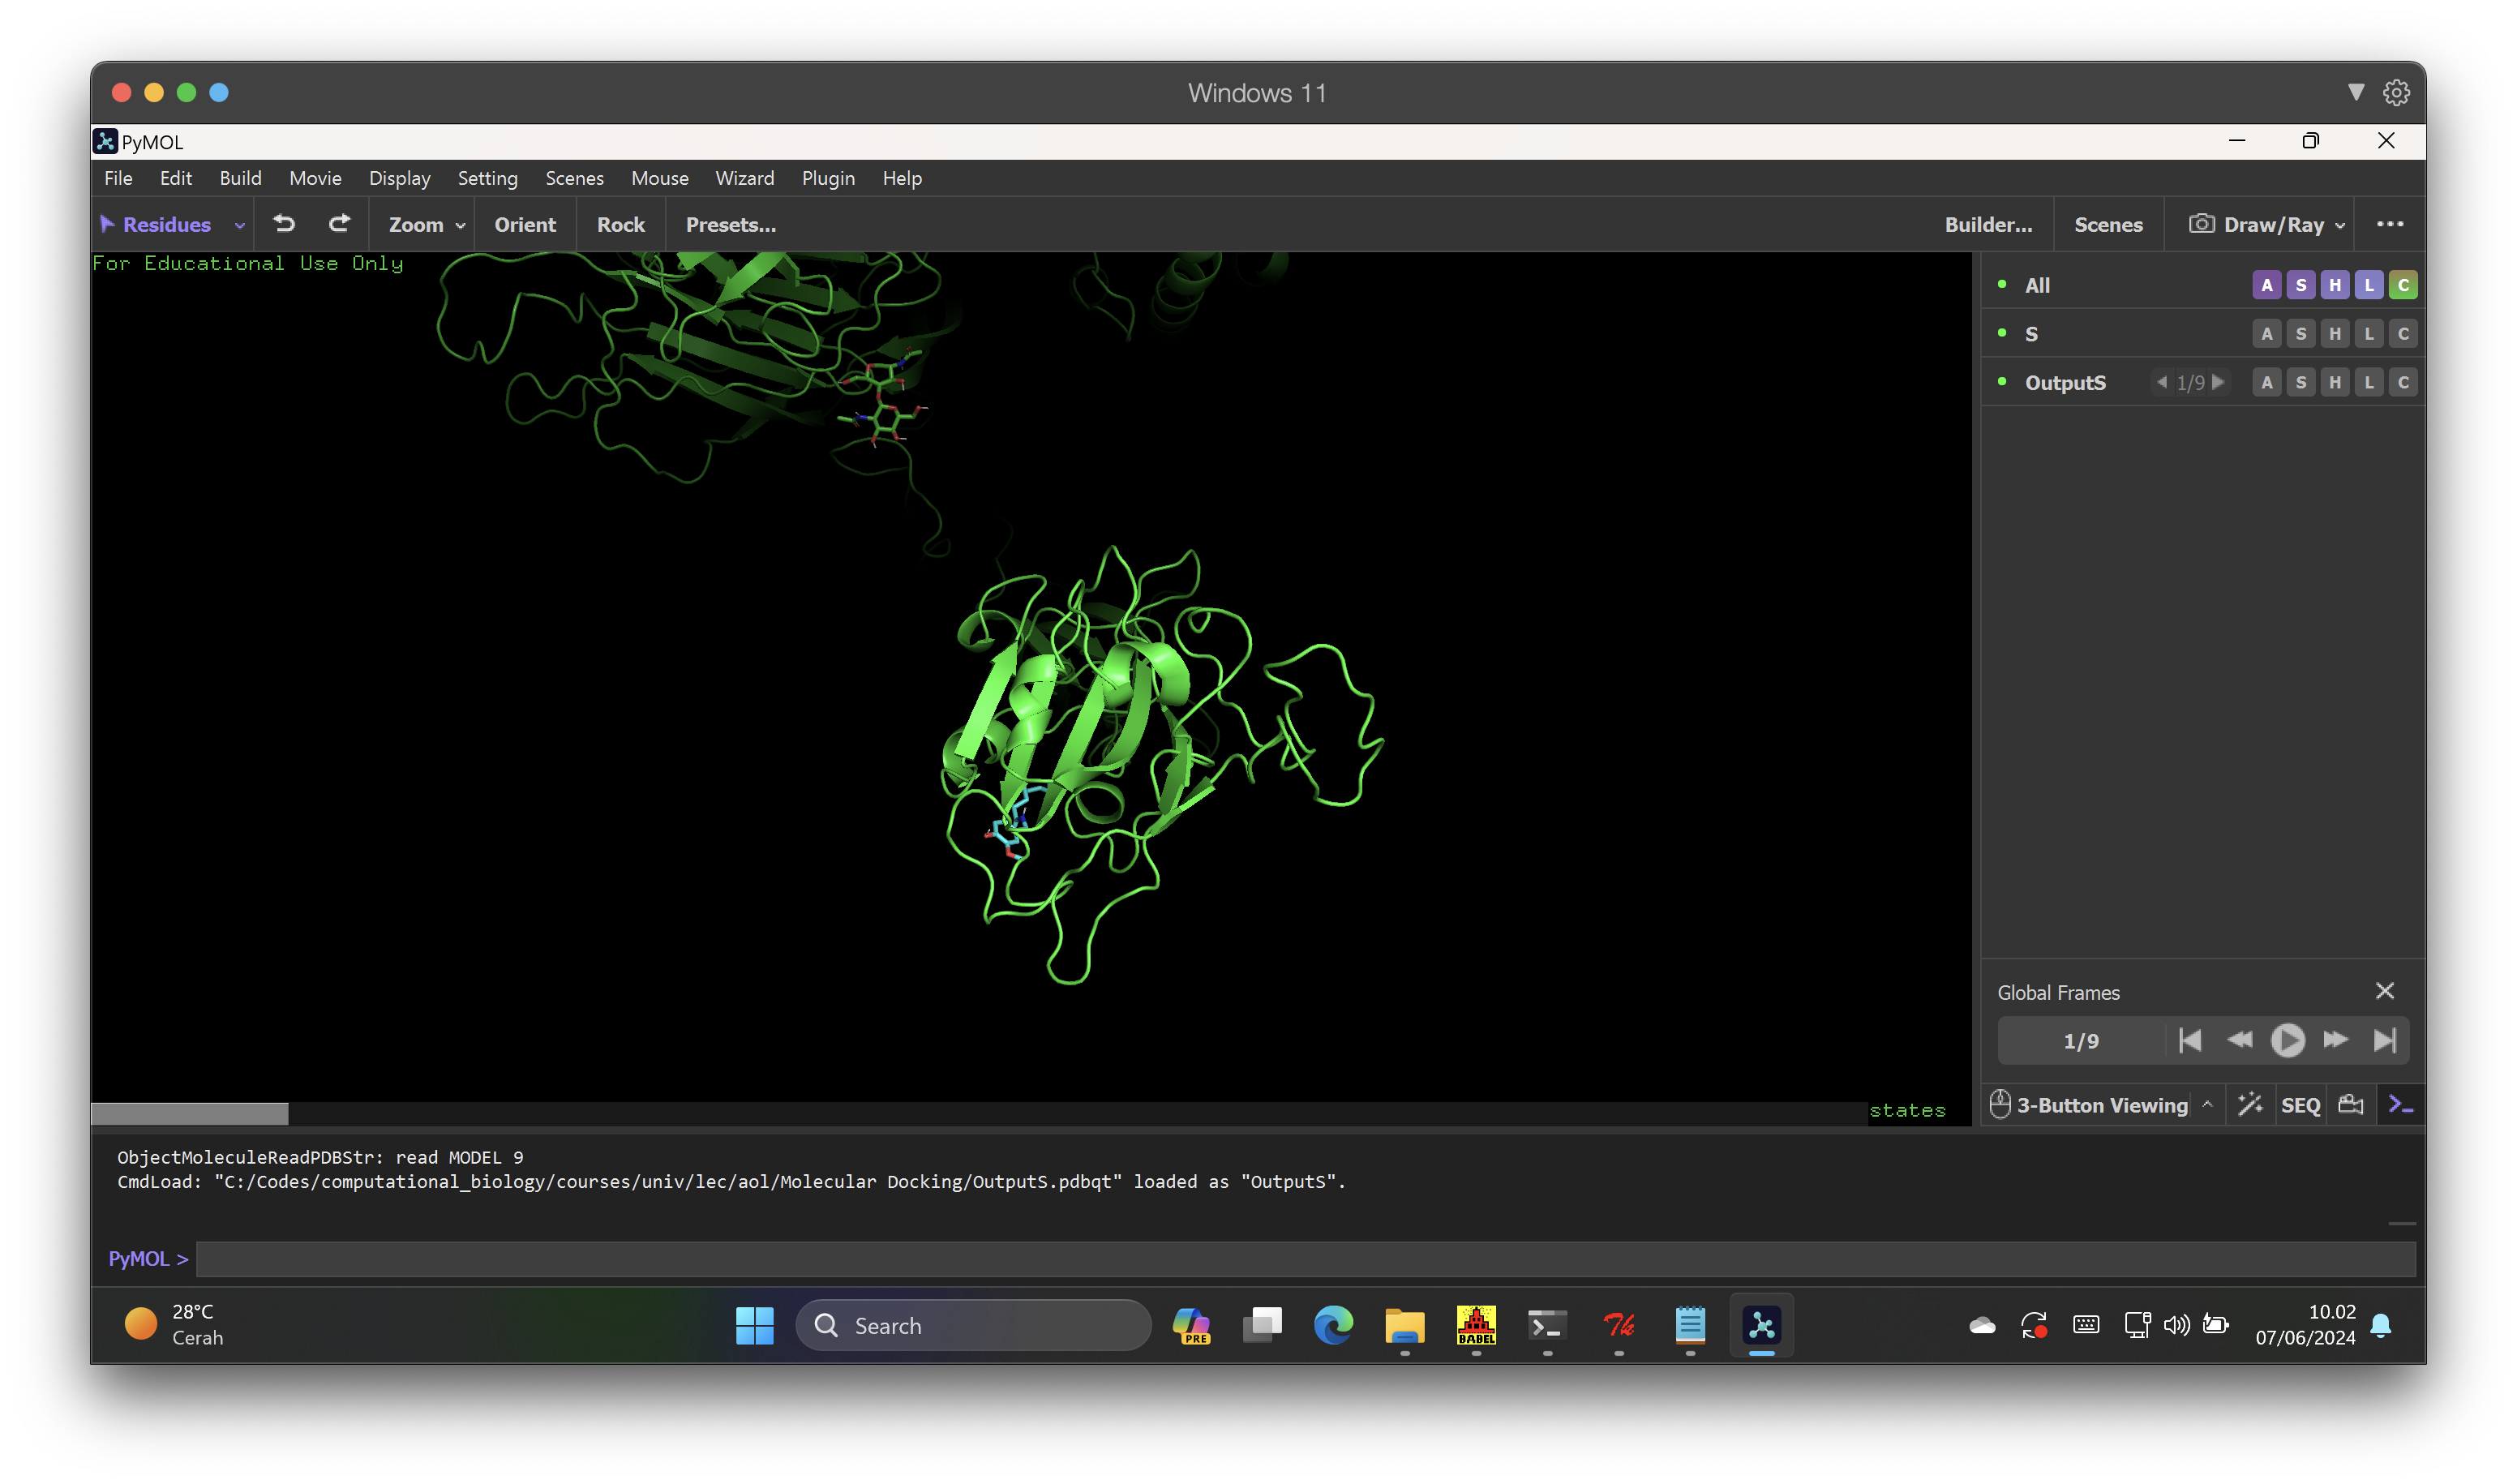 Windows 11
PyMOL
File Edit Build Movie Display Setting Scenes Mouse Wizard Plugin Help
Residues Zoom Orient Rock Presets... Builder... Scenes Draw/Ray
For Educational Use Only
All A S H L C
S A S H L C
OutputS 1/9 A S H L C
Global Frames
1/9
states
3-Button Viewing SEQ
ObjectMoleculeReadPDBStr: read MODEL 9
CmdLoad: "C:/Codes/computational_biology/courses/univ/lec/aol/Molecular Docking/OutputS.pdbqt" loaded as "OutputS".
PyMOL >
28°C
Cerah
Search
PRE
BABEL
Tk
10.02
07/06/2024